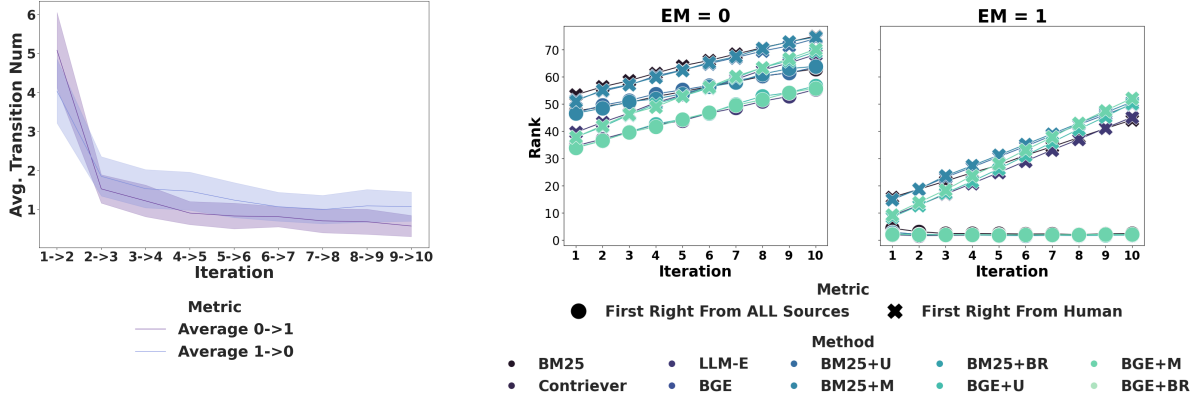 Avg. Transition Num
6
5
4
3
2
1
1->2 2->3 3->4 4->5 5->6 6->7 7->8 8->9 9->10
Iteration
Metric
Average 0->1
Average 1->0
EM = 0
EM = 1
Rank
70
60
50
40
30
20
10
0
1 2 3 4 5 6 7 8 9 10
1 2 3 4 5 6 7 8 9 10
Iteration
Iteration
Metric
First Right From ALL Sources First Right From Human
Method
BM25 LLM-E BM25+U BM25+BR BGE+M
Contriever BGE BM25+M BGE+U BGE+BR